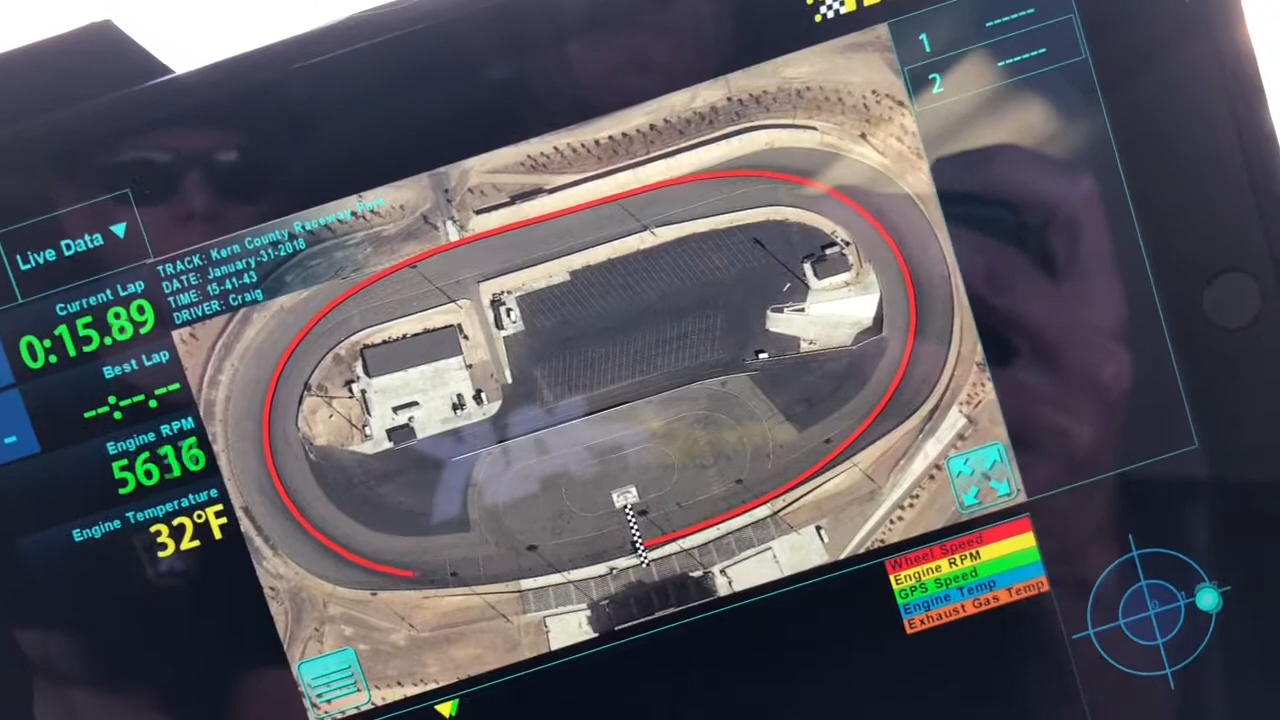 1 --.---
2 --.---
Live Data
TRACK: Kern County Raceway Park
DATE: January-31-2018
TIME: 15-41-43
DRIVER: Craig
Current Lap
0:15.89
Best Lap
--:--.--
Engine RPM
Engine Temperature
32°F
Wheel Speed
Engine RPM
GPS Speed
Engine Temp
Exhaust Gas Temp